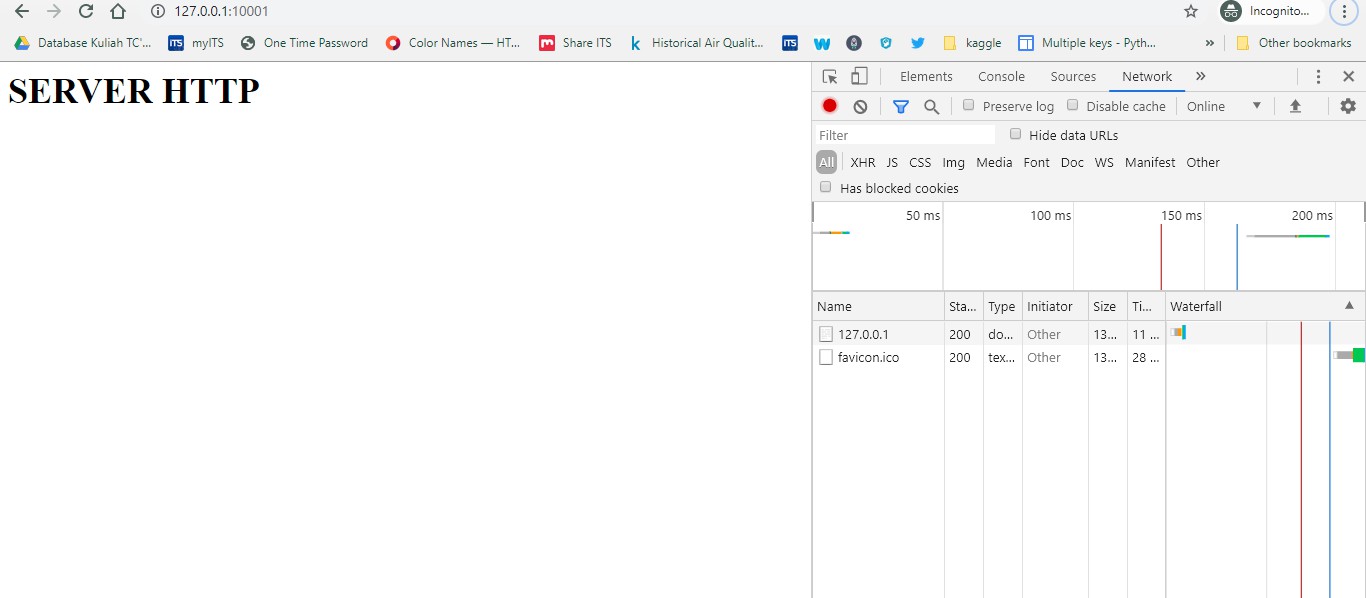 127.0.0.1:10001 Incognito...
Database Kuliah TC'... ITS myITS One Time Password Color Names — HT... Share ITS Historical Air Qualit... ITS kaggle Multiple keys - Pyth... » Other bookmarks
SERVER HTTP
Elements Console Sources Network »
Preserve log Disable cache Online
Filter Hide data URLs
All XHR JS CSS Img Media Font Doc WS Manifest Other
Has blocked cookies
50 ms 100 ms 150 ms 200 ms
Name Sta... Type Initiator Size Ti... Waterfall
127.0.0.1 200 do... Other 13... 11 ...
favicon.ico 200 tex... Other 13... 28 ...